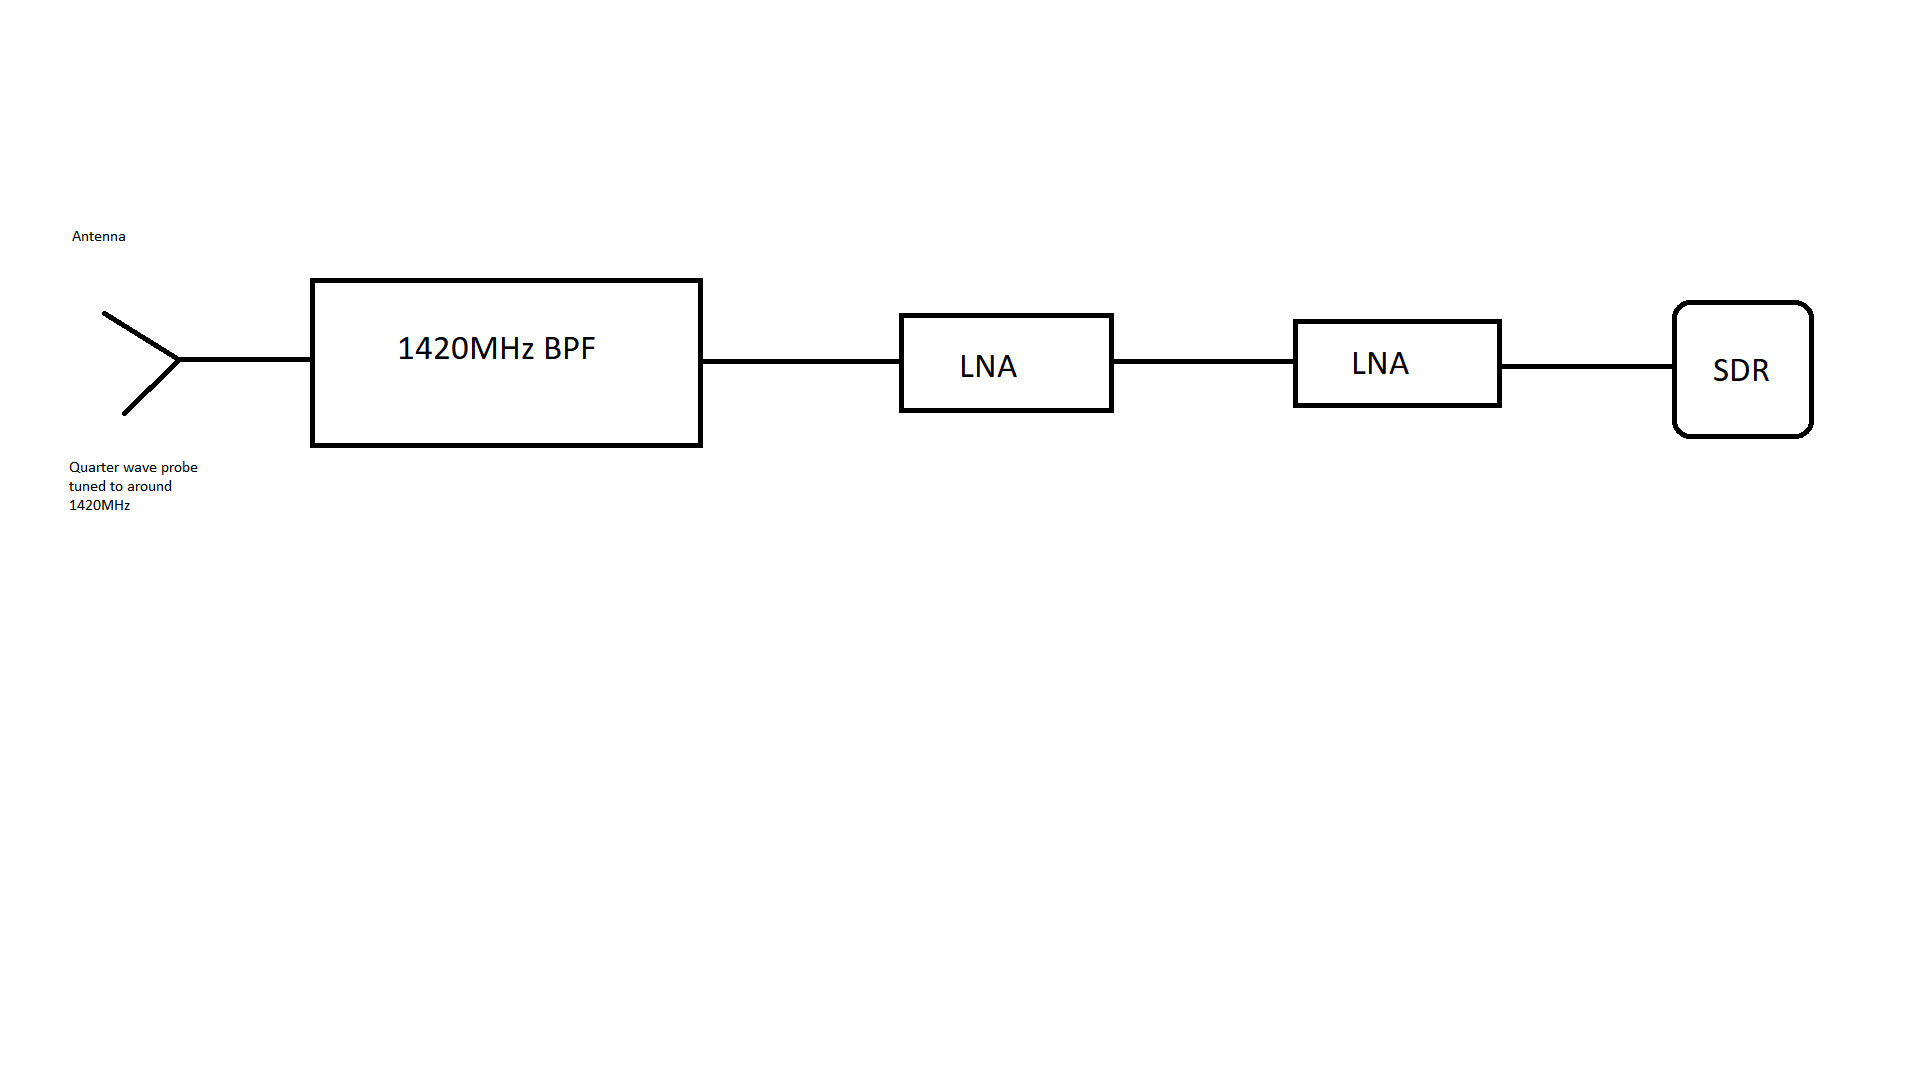 Antenna
1420MHz BPF
LNA
LNA
SDR
Quarter wave probe
tuned to around
1420MHz